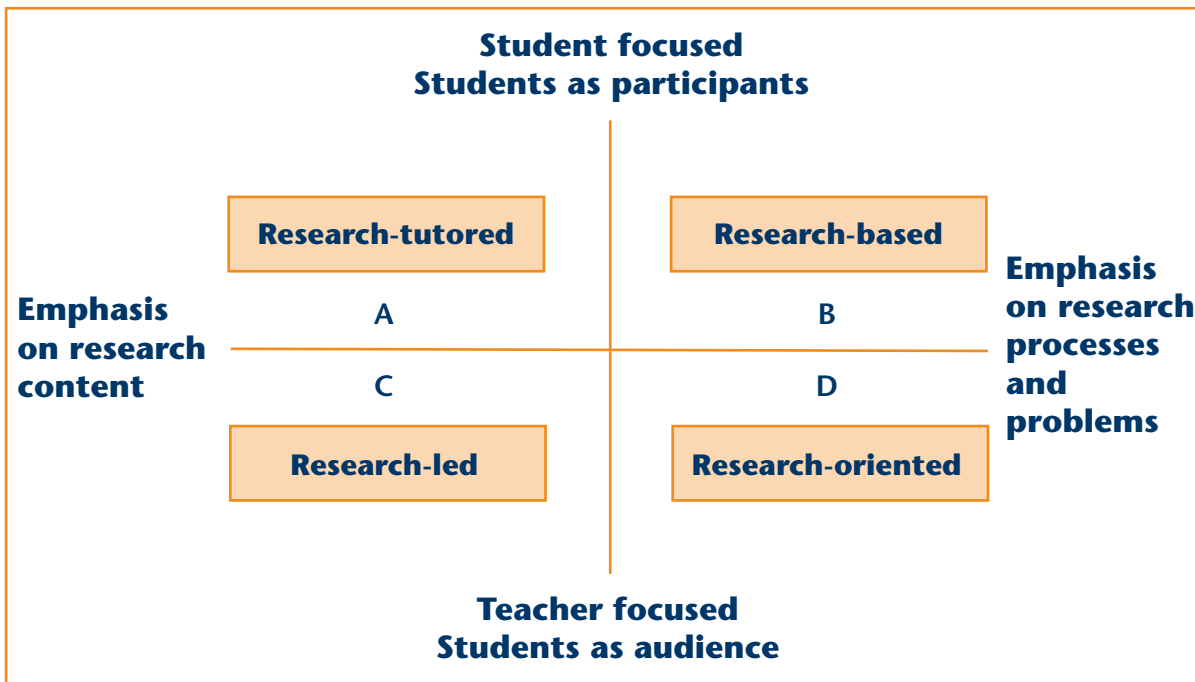 Student focused
Students as participants
Research-tutored
Research-based
Emphasis
on research
content
A
B
Emphasis
on research
processes
and
problems
C
D
Research-led
Research-oriented
Teacher focused
Students as audience